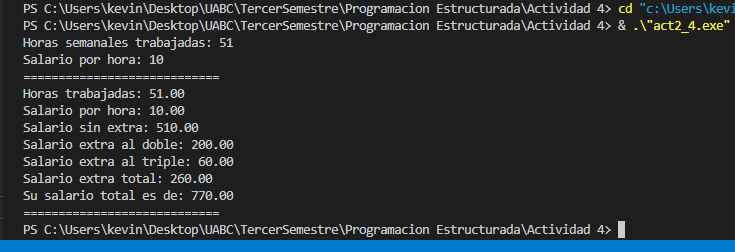 PS C:\Users\kevin\Desktop\UABC\TercerSemestre\Programacion Estructurada\Actividad 4> cd "c:\Users\kevi
PS C:\Users\kevin\Desktop\UABC\TercerSemestre\Programacion Estructurada\Actividad 4> & .\"act2_4.exe"
Horas semanales trabajadas: 51
Salario por hora: 10
============================
Horas trabajadas: 51.00
Salario por hora: 10.00
Salario sin extra: 510.00
Salario extra al doble: 200.00
Salario extra al triple: 60.00
Salario extra total: 260.00
Su salario total es de: 770.00
============================
PS C:\Users\kevin\Desktop\UABC\TercerSemestre\Programacion Estructurada\Actividad 4>